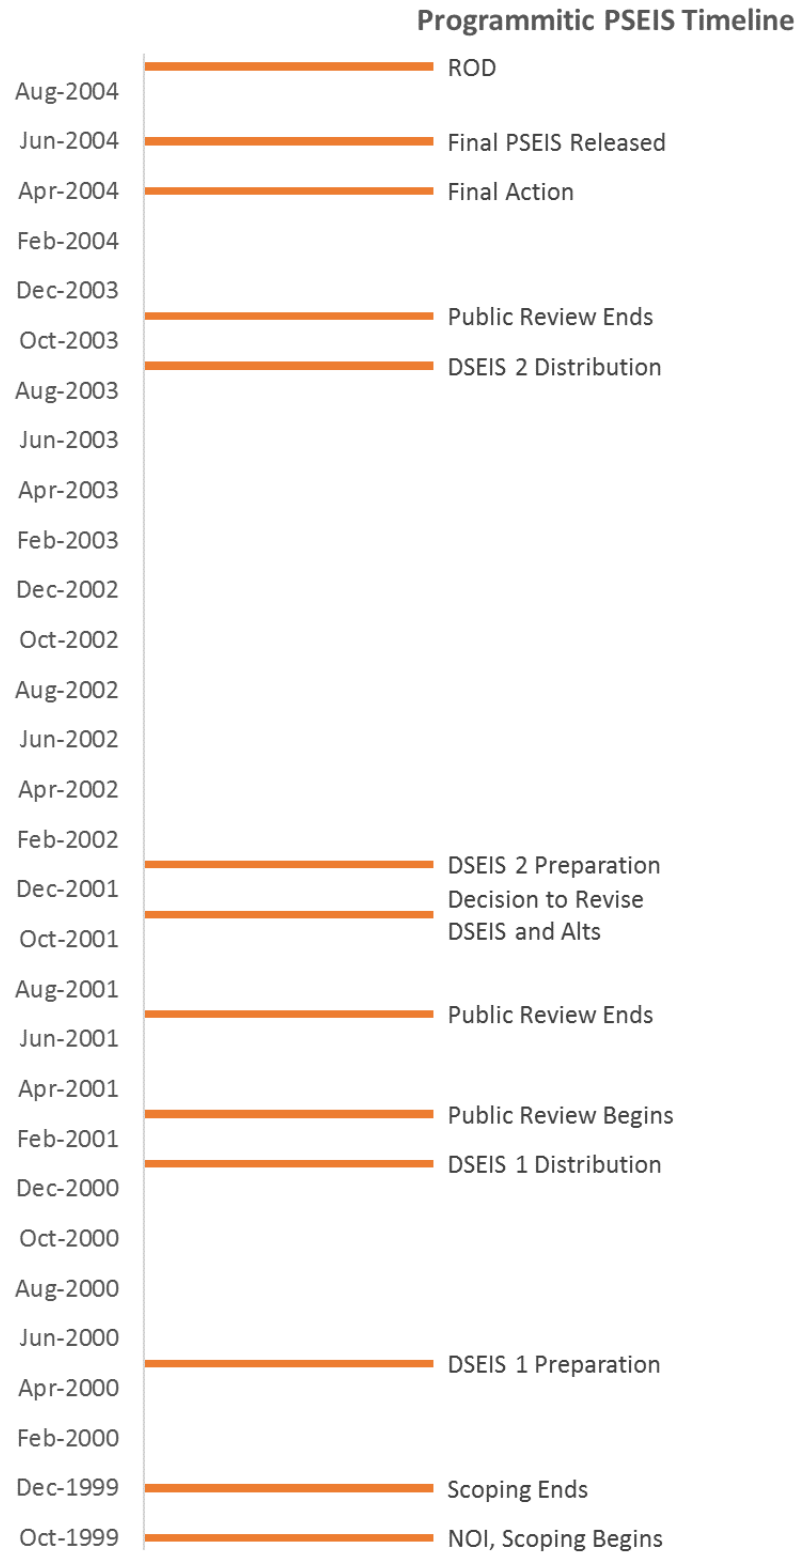 Programmitic PSEIS Timeline
ROD
Aug-2004
Jun-2004
Final PSEIS Released
Apr-2004
Final Action
Feb-2004
Dec-2003
Public Review Ends
Oct-2003
DSEIS 2 Distribution
Aug-2003
Jun-2003
Apr-2003
Feb-2003
Dec-2002
Oct-2002
Aug-2002
Jun-2002
Apr-2002
Feb-2002
DSEIS 2 Preparation
Dec-2001
Decision to Revise
DSEIS and Alts
Oct-2001
Aug-2001
Public Review Ends
Jun-2001
Apr-2001
Public Review Begins
Feb-2001
DSEIS 1 Distribution
Dec-2000
Oct-2000
Aug-2000
Jun-2000
DSEIS 1 Preparation
Apr-2000
Feb-2000
Dec-1999
Scoping Ends
Oct-1999
NOI, Scoping Begins